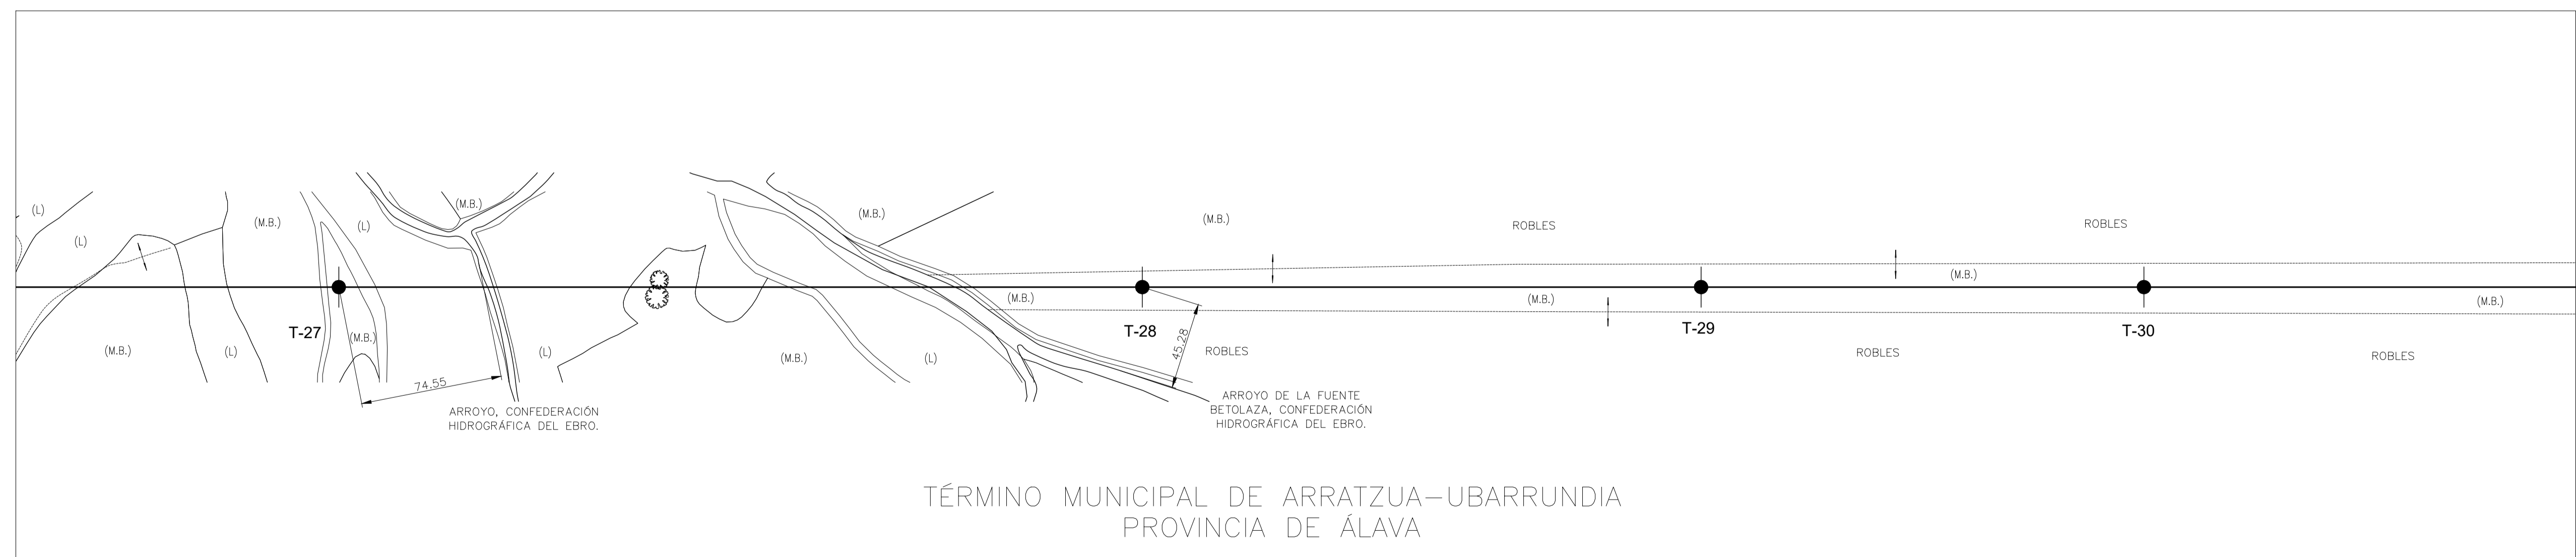 (L)
(L)
(M.B.)
(L)
(M.B.)
(M.B.)
(M.B.)
ROBLES
ROBLES
(M.B.)
(M.B.)
(M.B.)
(M.B.)
T-27
T-28
T-29
T-30
(M.B.)
(L)
(M.B.)
(L)
(M.B.)
(L)
45.28
ROBLES
ROBLES
ROBLES
74.55
ARROYO, CONFEDERACIÓN
HIDROGRÁFICA DEL EBRO.
ARROYO DE LA FUENTE
BETOLAZA, CONFEDERACIÓN
HIDROGRÁFICA DEL EBRO.
TÉRMINO MUNICIPAL DE ARRATZUA-UBARRUNDIA
PROVINCIA DE ÁLAVA